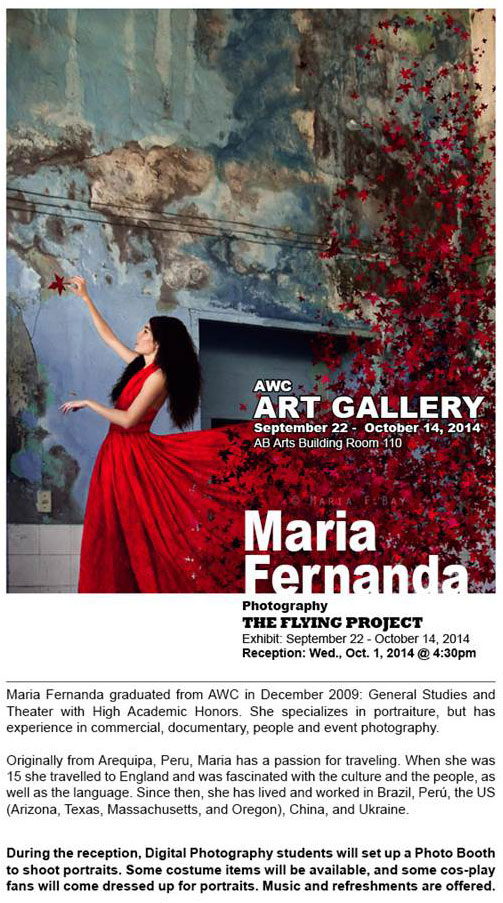 AWC
ART GALLERY
September 22 - October 14, 2014
AB Arts Building Room 110
© MARIA F. BAY
Maria
Fernanda
Photography
THE FLYING PROJECT
Exhibit: September 22 - October 14, 2014
Reception: Wed., Oct. 1, 2014 @ 4:30pm
Maria Fernanda graduated from AWC in December 2009: General Studies and
Theater with High Academic Honors. She specializes in portraiture, but has
experience in commercial, documentary, people and event photography.
Originally from Arequipa, Peru, Maria has a passion for traveling. When she was
15 she travelled to England and was fascinated with the culture and the people, as
well as the language. Since then, she has lived and worked in Brazil, Perú, the US
(Arizona, Texas, Massachusetts, and Oregon), China, and Ukraine.
During the reception, Digital Photography students will set up a Photo Booth
to shoot portraits. Some costume items will be available, and some cos-play
fans will come dressed up for portraits. Music and refreshments are offered.